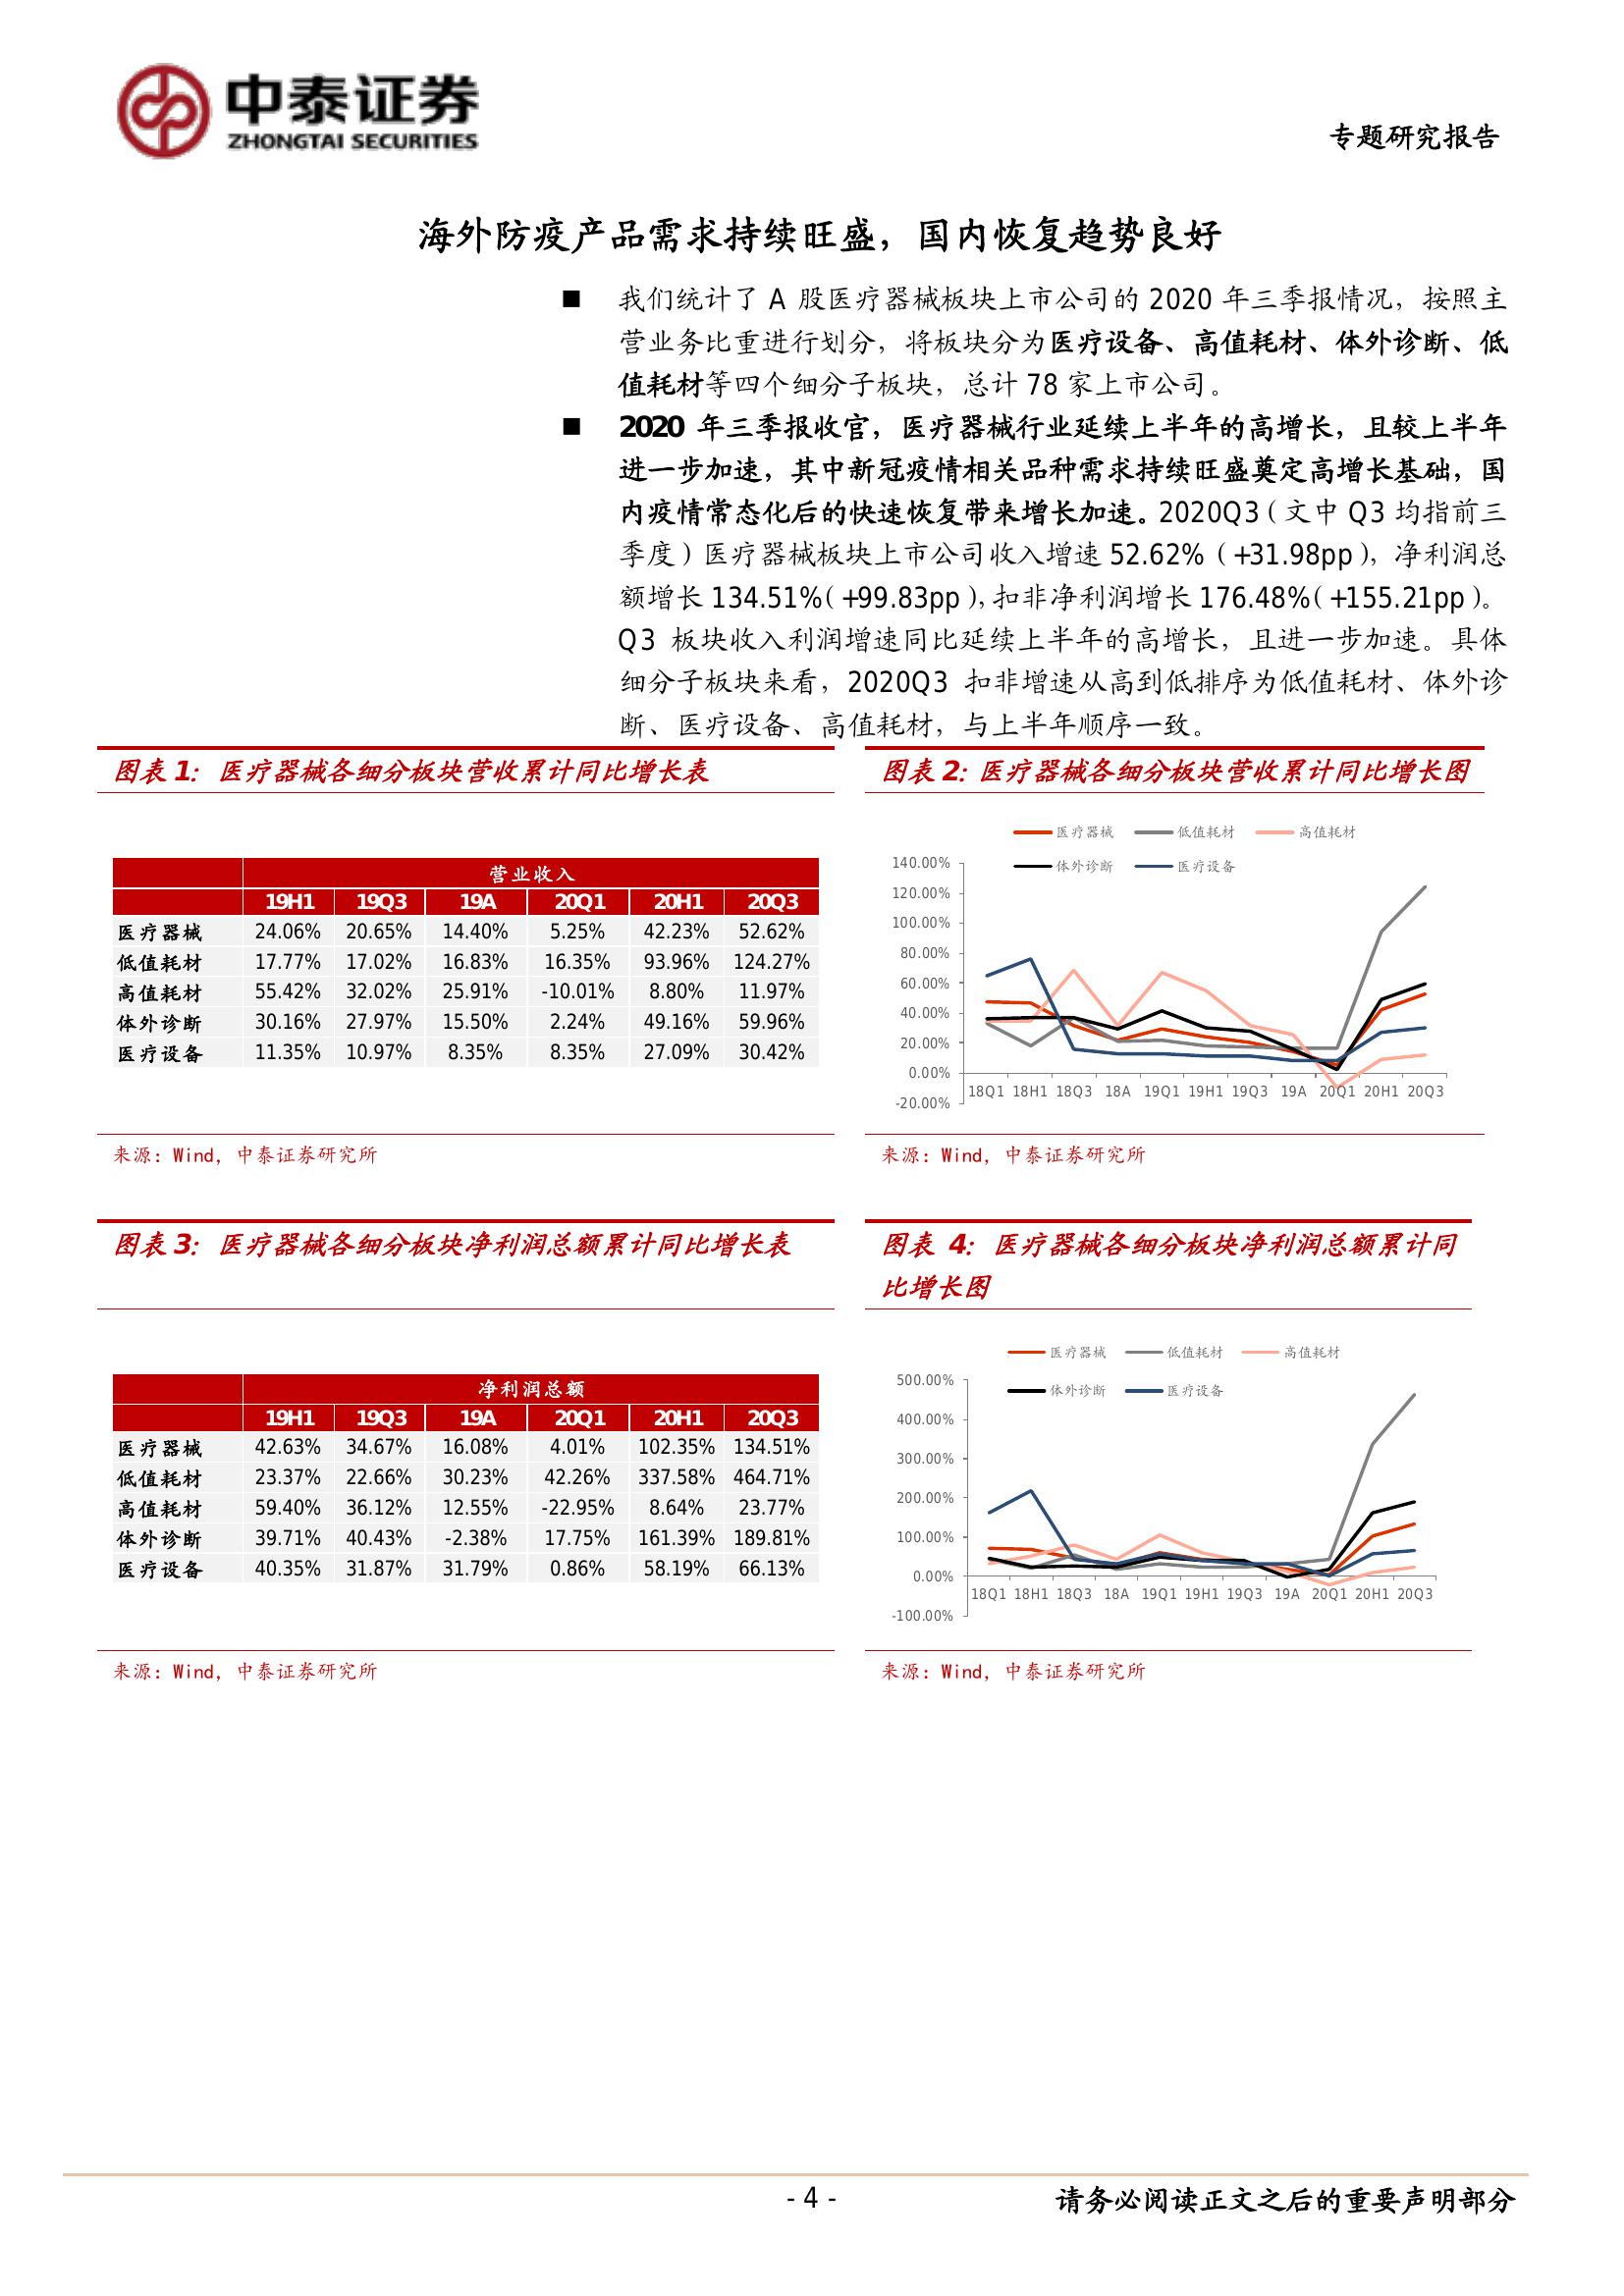 中泰证券
ZHONGTAI SECURITIES
专题研究报告
海外防疫产品需求持续旺盛，国内恢复趋势良好
■ 我们统计了 A 股医疗器械板块上市公司的 2020 年三季报情况，按照主
营业务比重进行划分，将板块分为医疗设备、高值耗材、体外诊断、低
值耗材等四个细分子板块，总计 78 家上市公司。
■ 2020 年三季报收官，医疗器械行业延续上半年的高增长，且较上半年
进一步加速，其中新冠疫情相关品种需求持续旺盛奠定高增长基础，国
内疫情常态化后的快速恢复带来增长加速。2020Q3（文中 Q3 均指前三
季度）医疗器械板块上市公司收入增速 52.62%（+31.98pp），净利润总
额增长 134.51%（+99.83pp），扣非净利润增长 176.48%（+155.21pp）。
Q3 板块收入利润增速同比延续上半年的高增长，且进一步加速。具体
细分子板块来看，2020Q3 扣非增速从高到低排序为低值耗材、体外诊
断、医疗设备、高值耗材，与上半年顺序一致。
图表 1：医疗器械各细分板块营收累计同比增长表
营业收入
19H1 19Q3 19A 20Q1 20H1 20Q3
医疗器械 24.06% 20.65% 14.40% 5.25% 42.23% 52.62%
低值耗材 17.77% 17.02% 16.83% 16.35% 93.96% 124.27%
高值耗材 55.42% 32.02% 25.91% -10.01% 8.80% 11.97%
体外诊断 30.16% 27.97% 15.50% 2.24% 49.16% 59.96%
医疗设备 11.35% 10.97% 8.35% 8.35% 27.09% 30.42%
来源：Wind，中泰证券研究所
图表 2：医疗器械各细分板块营收累计同比增长图
医疗器械 低值耗材 高值耗材
体外诊断 医疗设备
140.00%
120.00%
100.00%
80.00%
60.00%
40.00%
20.00%
0.00%
-20.00%
18Q1 18H1 18Q3 18A 19Q1 19H1 19Q3 19A 20Q1 20H1 20Q3
来源：Wind，中泰证券研究所
图表 3：医疗器械各细分板块净利润总额累计同比增长表
净利润总额
19H1 19Q3 19A 20Q1 20H1 20Q3
医疗器械 42.63% 34.67% 16.08% 4.01% 102.35% 134.51%
低值耗材 23.37% 22.66% 30.23% 42.26% 337.58% 464.71%
高值耗材 59.40% 36.12% 12.55% -22.95% 8.64% 23.77%
体外诊断 39.71% 40.43% -2.38% 17.75% 161.39% 189.81%
医疗设备 40.35% 31.87% 31.79% 0.86% 58.19% 66.13%
来源：Wind，中泰证券研究所
图表 4：医疗器械各细分板块净利润总额累计同
比增长图
医疗器械 低值耗材 高值耗材
体外诊断 医疗设备
500.00%
400.00%
300.00%
200.00%
100.00%
0.00%
-100.00%
18Q1 18H1 18Q3 18A 19Q1 19H1 19Q3 19A 20Q1 20H1 20Q3
来源：Wind，中泰证券研究所
- 4 -
请务必阅读正文之后的重要声明部分